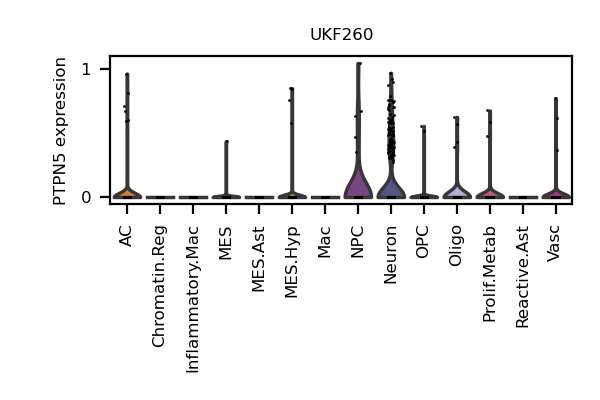 UKF260
PTPN5 expression
1
0
AC
Chromatin.Reg
Inflammatory.Mac
MES
MES.Ast
MES.Hyp
Mac
NPC
Neuron
OPC
Oligo
Prolif.Metab
Reactive.Ast
Vasc